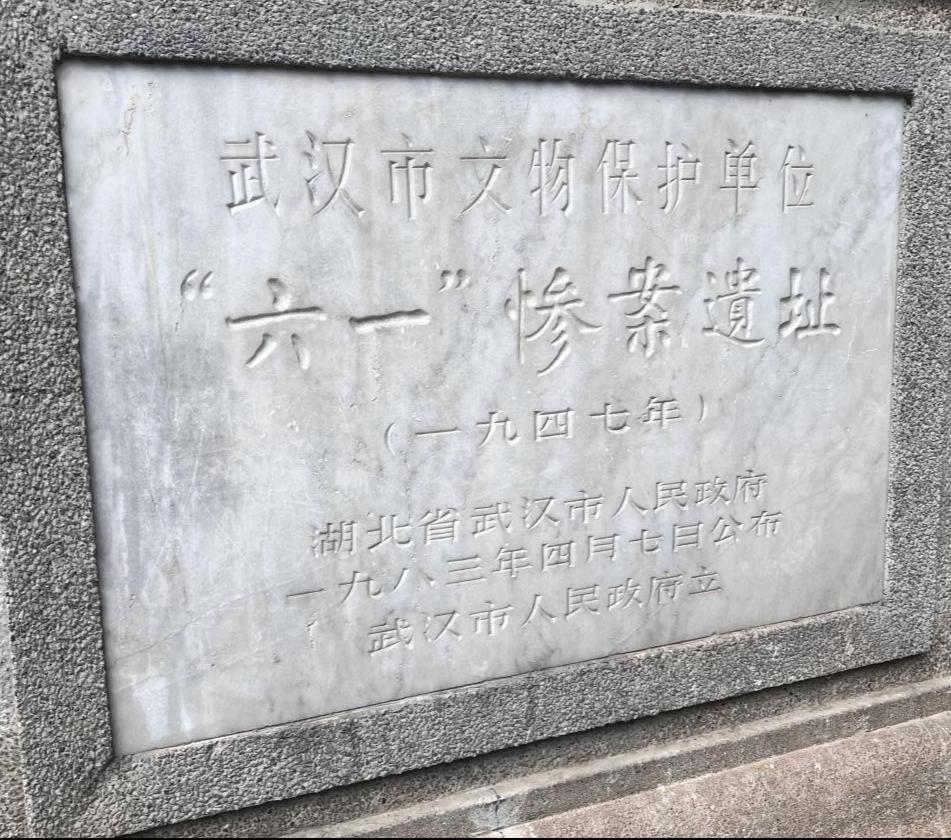 武汉市文物保护单位
“六一”惨案遺址
（一九四七年）
湖北省武汉市人民政府
一九八三年四月七日公布
武汉市人民政府立